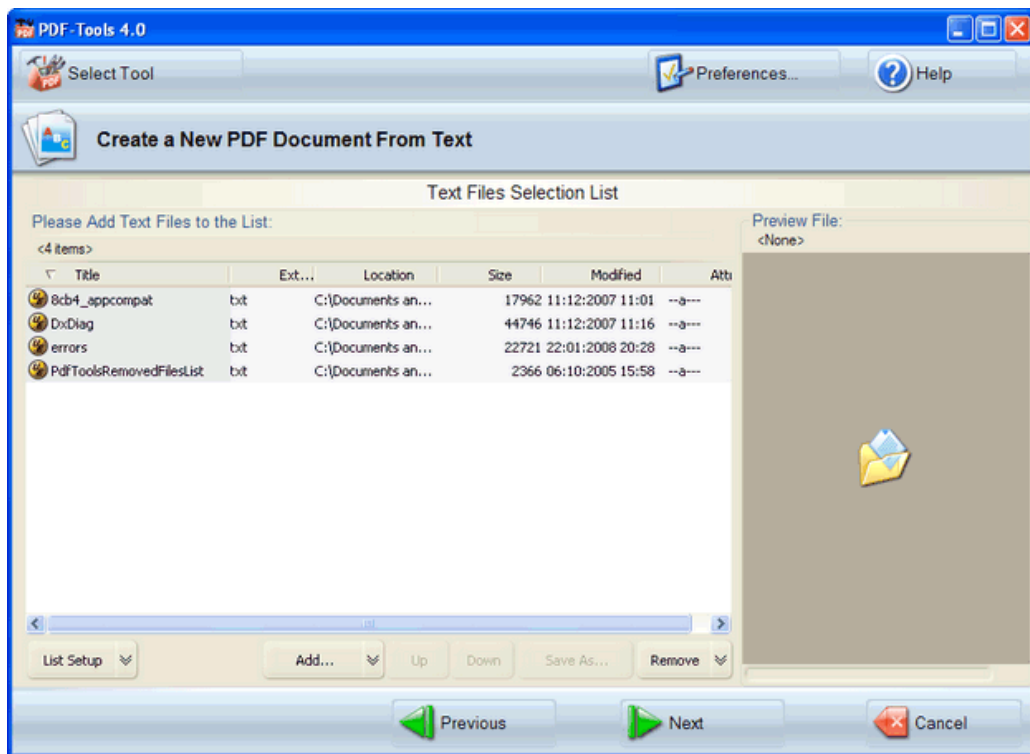 PDF-Tools 4.0
Select Tool Preferences... Help
Create a New PDF Document From Text
Text Files Selection List
Please Add Text Files to the List: Preview File:
<4 items> <None>
Title Ext... Location Size Modified Attı
8cb4_appcompat txt C:\Documents an... 17962 11:12:2007 11:01 --a---
DxDiag txt C:\Documents an... 44746 11:12:2007 11:16 --a---
errors txt C:\Documents an... 22721 22:01:2008 20:28 --a---
PdfToolsRemovedFilesList txt C:\Documents an... 2366 06:10:2005 15:58 --a---
List Setup Add... Up Down Save As... Remove
Previous Next Cancel